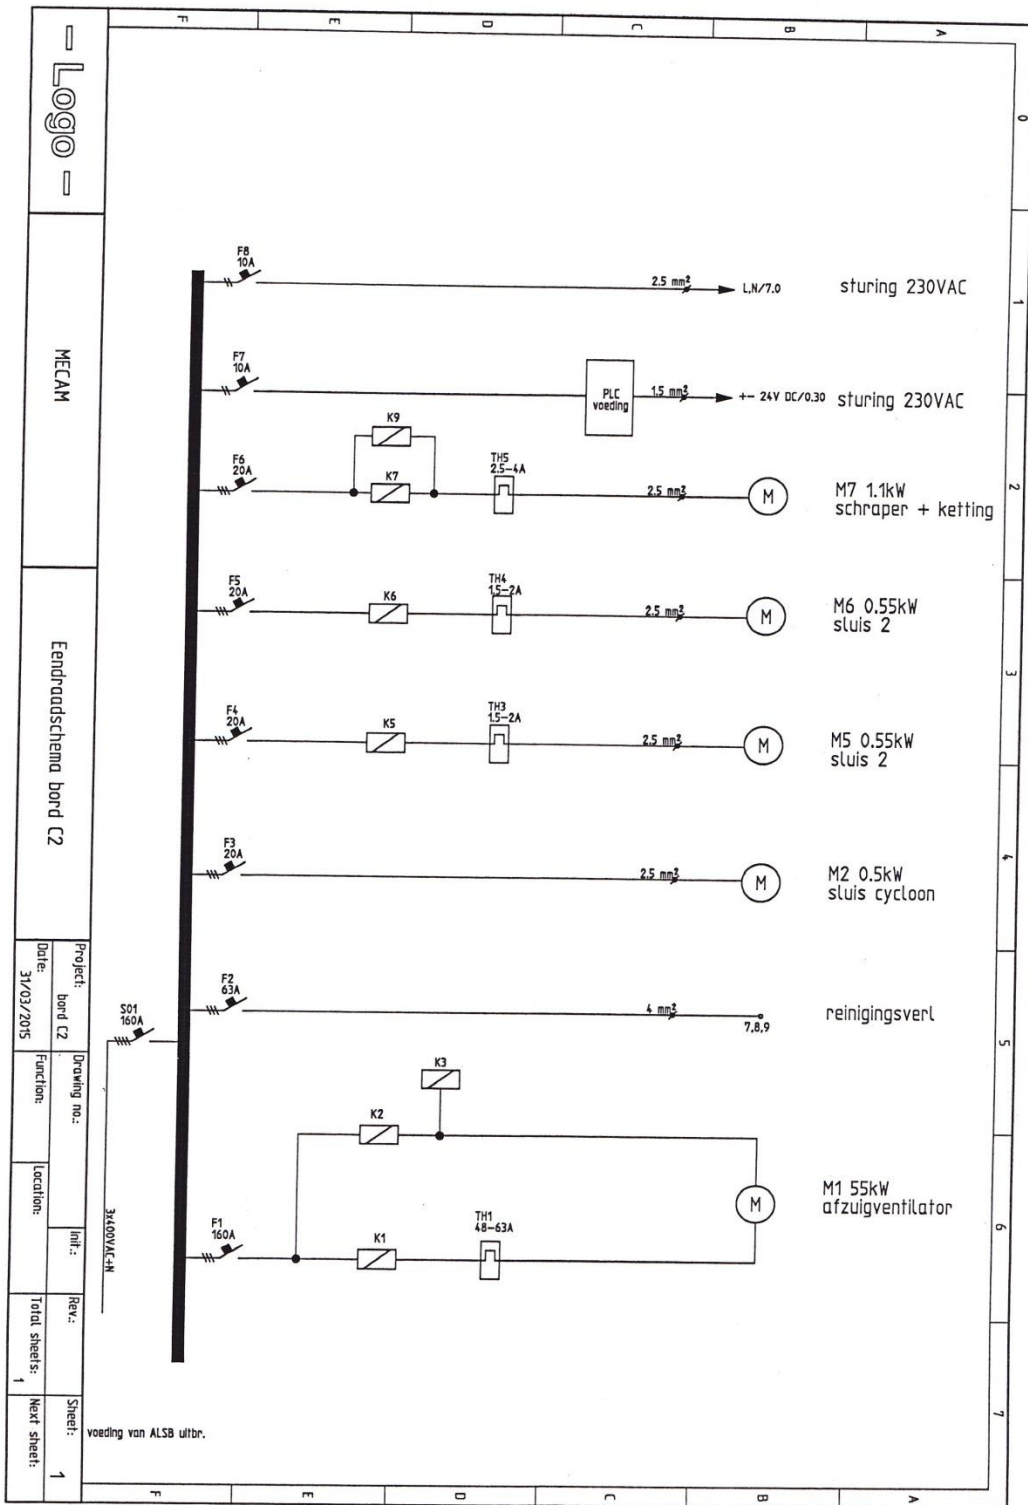 F
E
D
C
B
A
0
1
2
3
4
5
6
7
F8
10A
2.5 mm²
L,N/7.0
sturing 230VAC
F7
10A
PLC
voeding
1.5 mm²
+- 24V DC/0.30
sturing 230VAC
K9
F6
20A
K7
TH5
2.5-4A
2.5 mm²
M
M7 1.1kW
schraper + ketting
F5
20A
K6
TH4
1.5-2A
2.5 mm²
M
M6 0.55kW
sluis 2
F4
20A
K5
TH3
1.5-2A
2.5 mm²
M
M5 0.55kW
sluis 2
F3
20A
2.5 mm²
M
M2 0.5kW
sluis cycloon
F2
63A
4 mm²
7,8,9
reinigingsverl
S01
160A
3x400VAC+N
K3
K2
F1
160A
K1
TH1
48-63A
M
M1 55kW
afzuigventilator
voeding van ALSB uitbr.
F
E
D
C
B
A
- Logo -
MECAM
Eendraadschema bord C2
Project:
bord C2
Date:
31/03/2015
Drawing no.:
Function:
Location:
Init.:
Rev.:
Total sheets:
1
Sheet:
1
Next sheet: